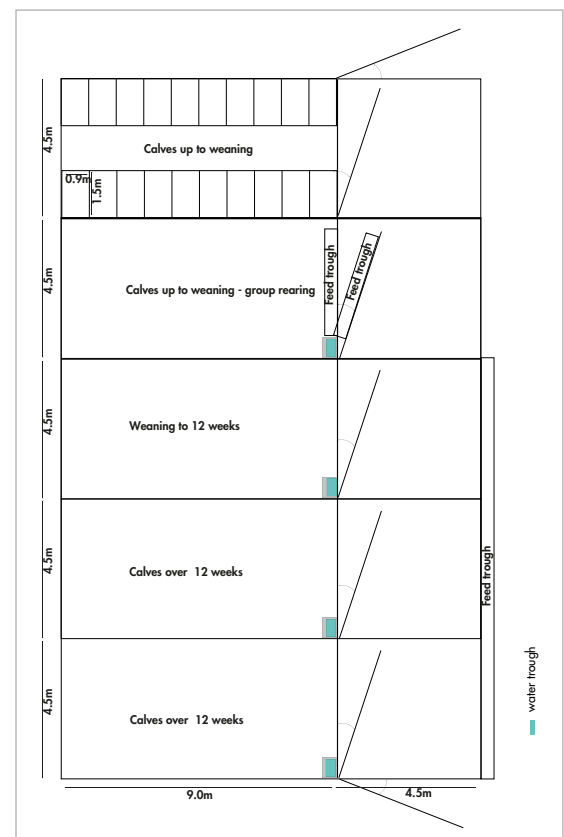 4.5m
Calves up to weaning
0.9m
1.5m
4.5m
Calves up to weaning - group rearing
Feed trough
Feed trough
4.5m
Weaning to 12 weeks
4.5m
Calves over 12 weeks
Feed trough
4.5m
Calves over 12 weeks
water trough
9.0m
4.5m